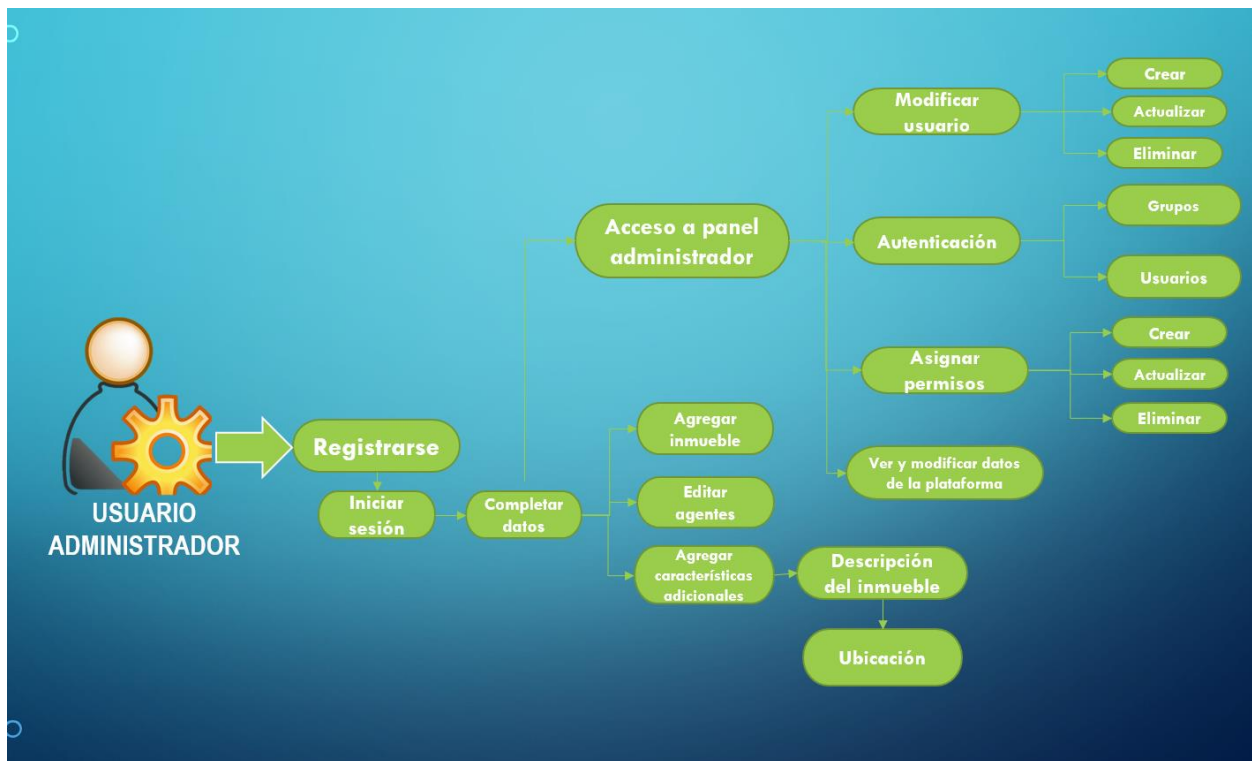 USUARIO
ADMINISTRADOR
Registrarse
Iniciar
sesión
Completar
datos
Acceso a panel
administrador
Modificar
usuario
Crear
Actualizar
Eliminar
Autenticación
Grupos
Usuarios
Asignar
permisos
Crear
Actualizar
Eliminar
Ver y modificar datos
de la plataforma
Agregar
inmueble
Editar
agentes
Agregar
características
adicionales
Descripción
del inmueble
Ubicación